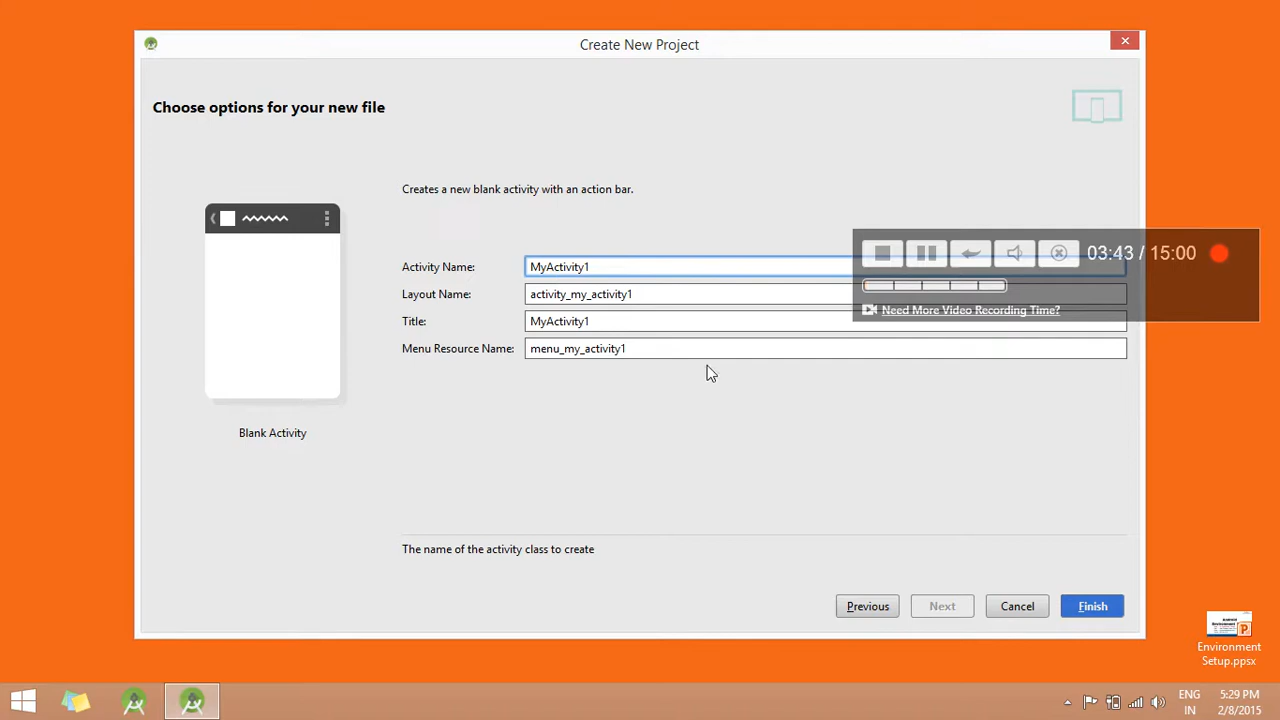 Create New Project
Choose options for your new file
Creates a new blank activity with an action bar.
03:43 / 15:00
Activity Name: MyActivity1
Layout Name: activity_my_activity1
Need More Video Recording Time?
Title: MyActivity1
Menu Resource Name: menu_my_activity1
Blank Activity
The name of the activity class to create
Previous Next Cancel Finish
Environment
Setup.ppsx
ENG 5:29 PM
IN 2/8/2015